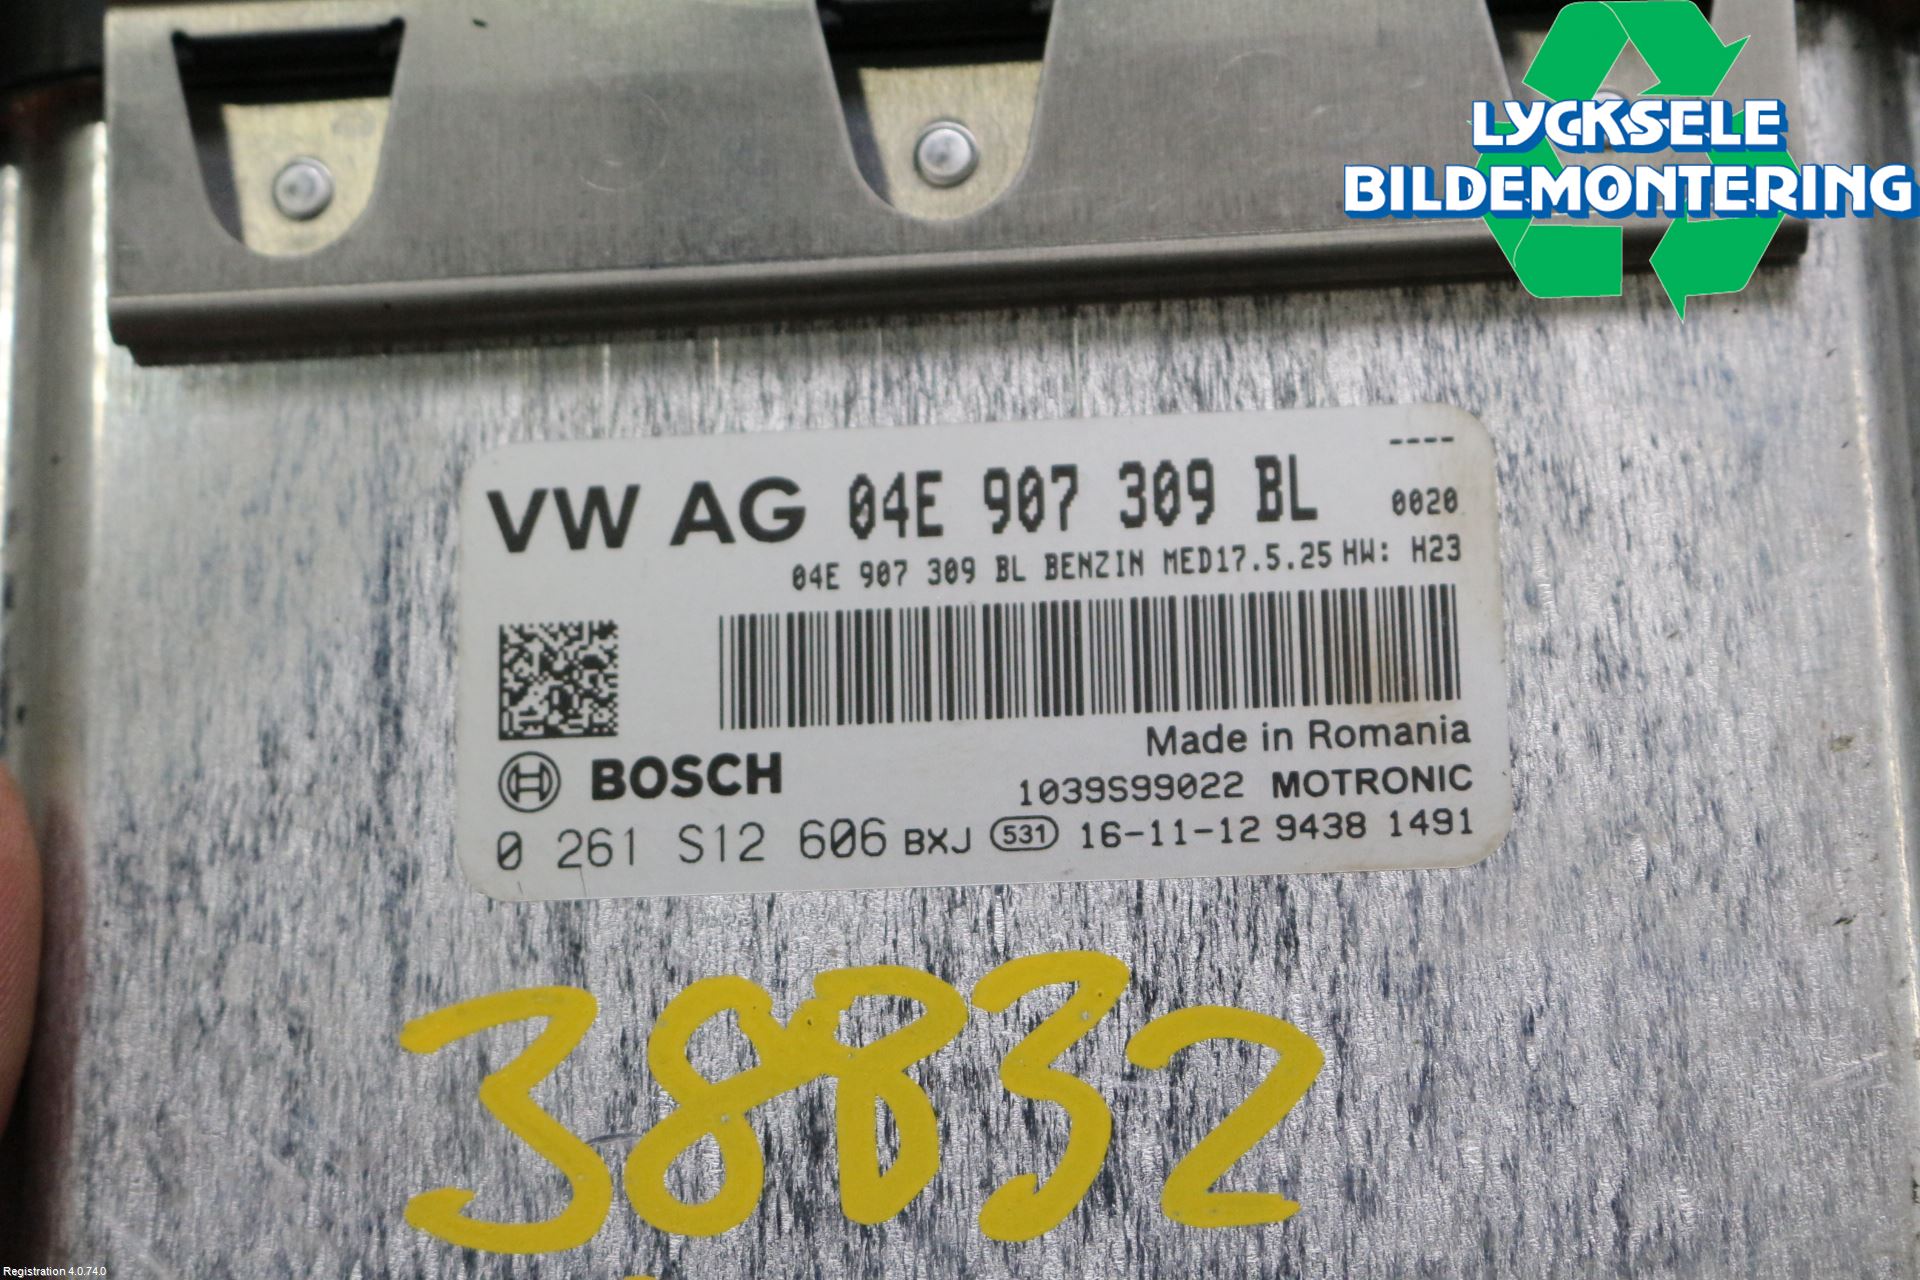 LYCKSELE
BILDEMONTERING
----
VW AG 04E 907 309 BL 0020
04E 907 309 BL BENZIN MED17.5.25 HW: H23
Made in Romania
BOSCH
1039S99022 MOTRONIC
0 261 S12 606 BXJ 531 16-11-12 9438 1491
38832
Registration 4.0.74.0